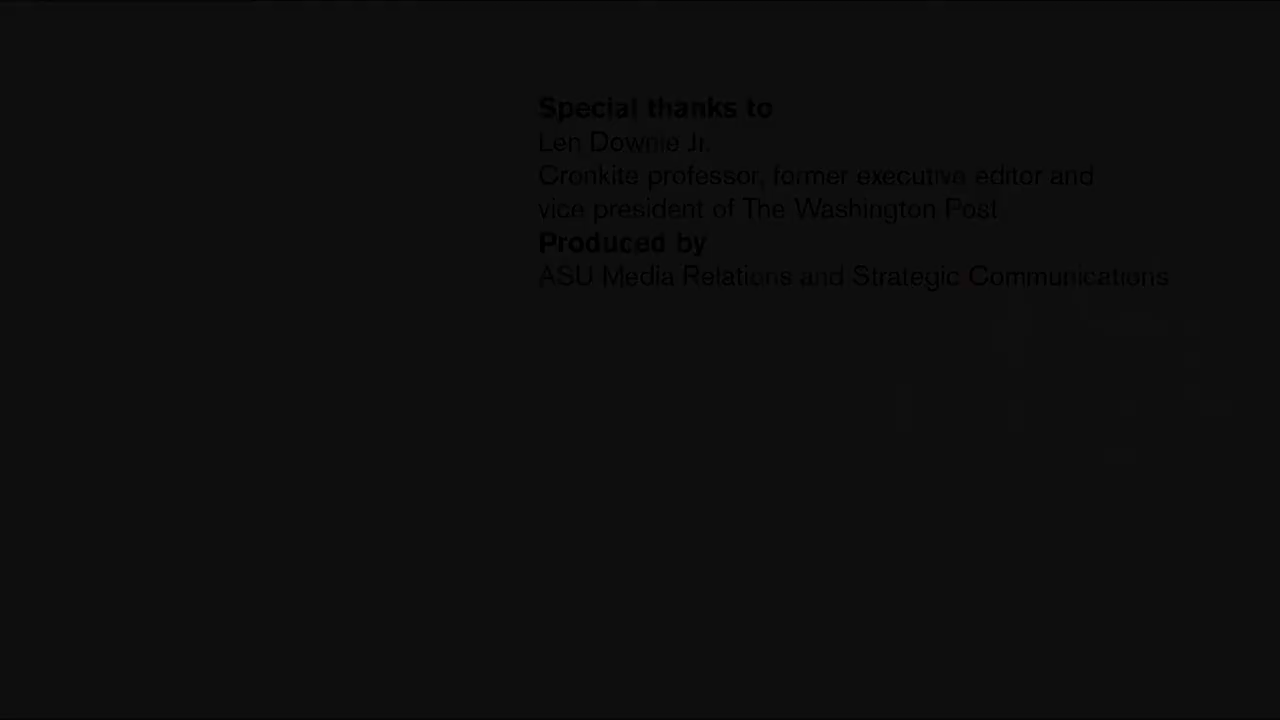 Special thanks to
Len Downie Jr.
Cronkite professor, former executive editor and
vice president of The Washington Post
Produced by
ASU Media Relations and Strategic Communications